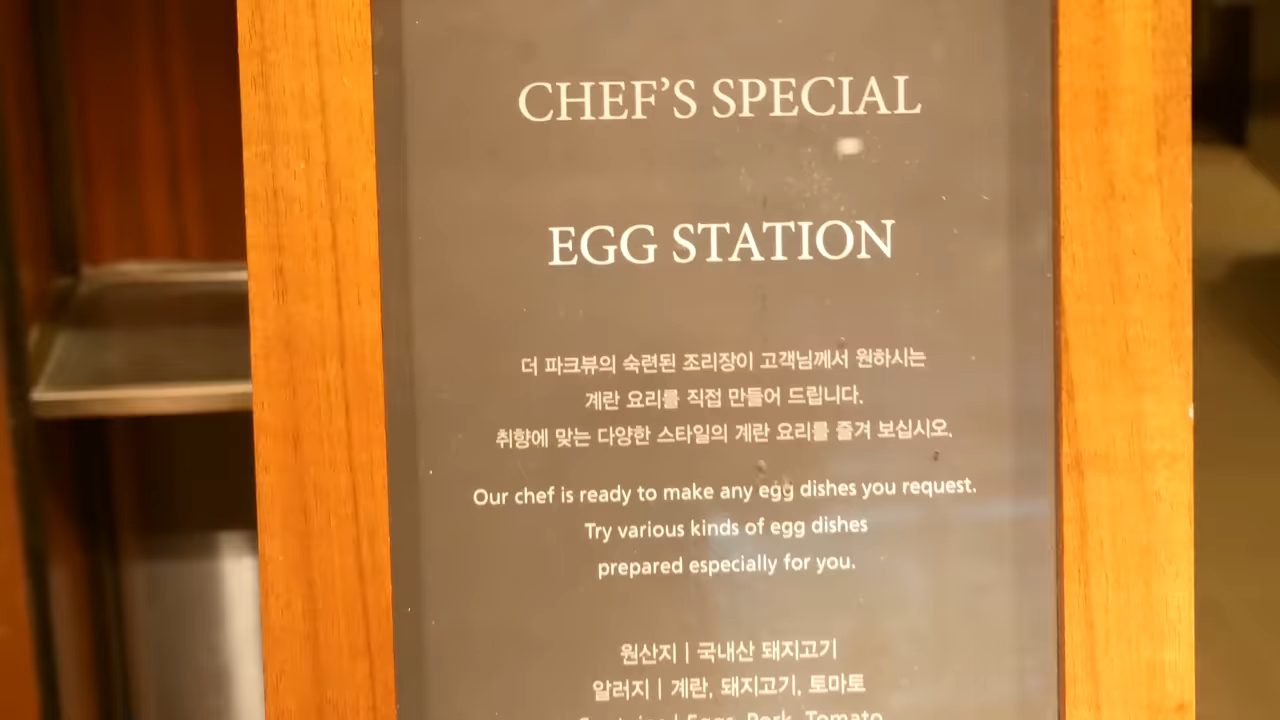 CHEF'S SPECIAL
EGG STATION
더 파크뷰의 숙련된 조리장이 고객님께서 원하시는
계란 요리를 직접 만들어 드립니다.
취향에 맞는 다양한 스타일의 계란 요리를 즐겨 보십시오.
Our chef is ready to make any egg dishes you request.
Try various kinds of egg dishes
prepared especially for you.
원산지 | 국내산 돼지고기
알러지 | 계란, 돼지고기, 토마토
Eggs, Pork, Tomato